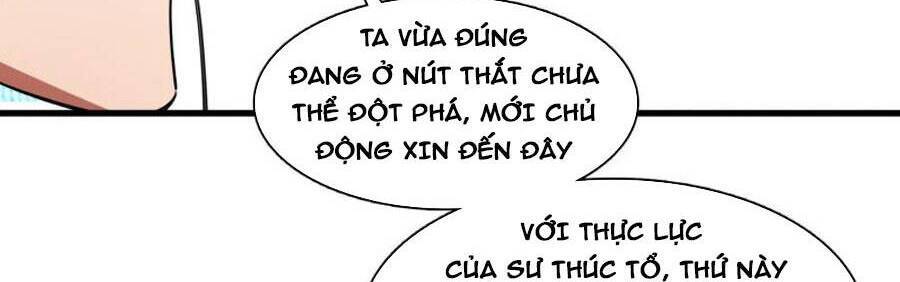 TA VỪA ĐÚNG
ĐANG Ở NÚT THẮT CHƯA
THỂ ĐỘT PHÁ, MỚI CHỦ
ĐỘNG XIN ĐẾN ĐÂY
VỚI THỰC LỰC
CỦA SƯ THÚC TỔ, THỨ NÀY